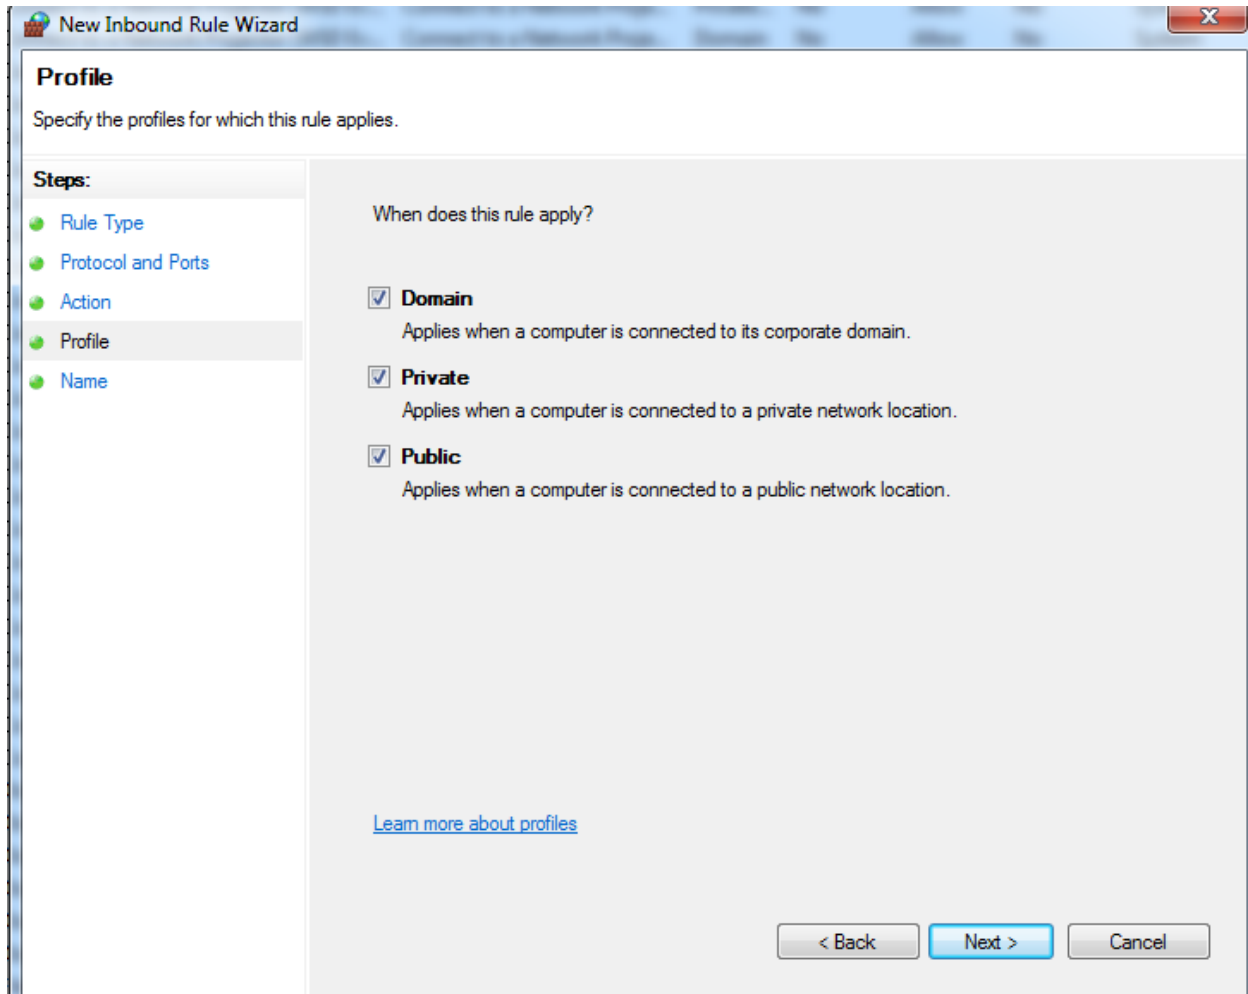 New Inbound Rule Wizard
Profile
Specify the profiles for which this rule applies.
Steps:
Rule Type
Protocol and Ports
Action
Profile
Name
When does this rule apply?
Domain
Applies when a computer is connected to its corporate domain.
Private
Applies when a computer is connected to a private network location.
Public
Applies when a computer is connected to a public network location.
Learn more about profiles
< Back
Next >
Cancel